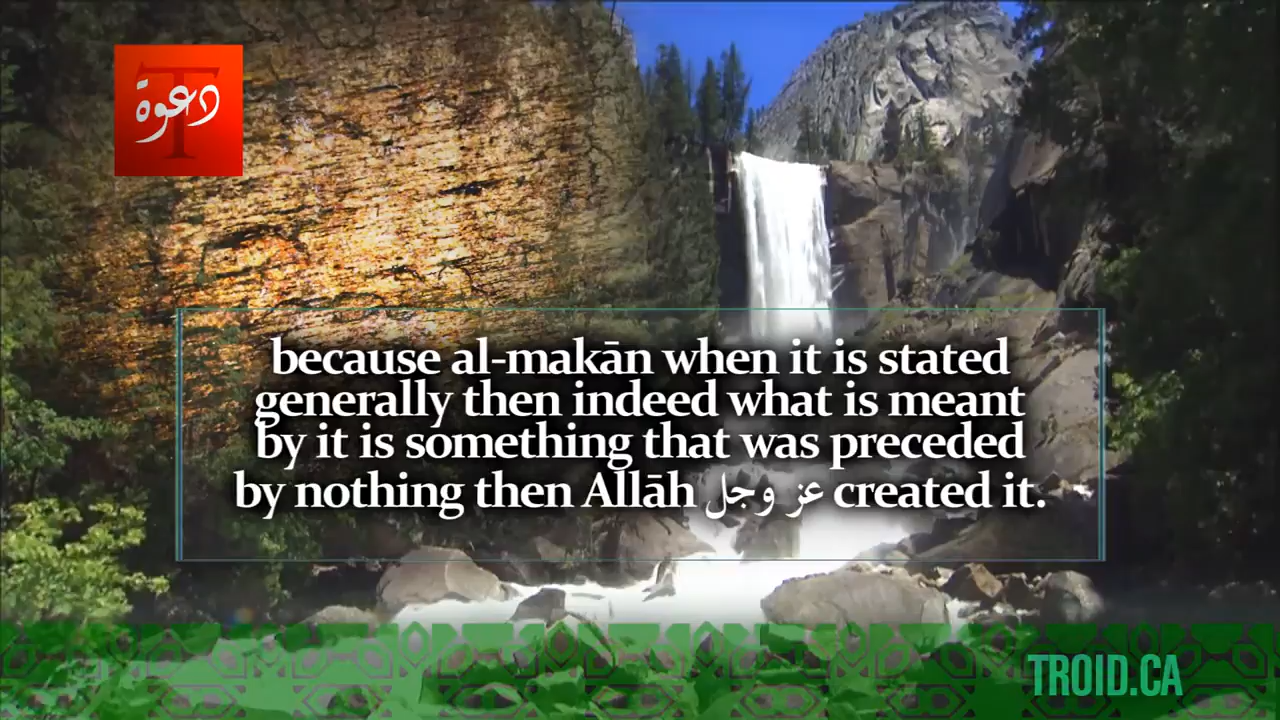 دعوة
T
because al-makān when it is stated
generally then indeed what is meant
by it is something that was preceded
by nothing then Allāh عز وجل created it.
TROID.CA